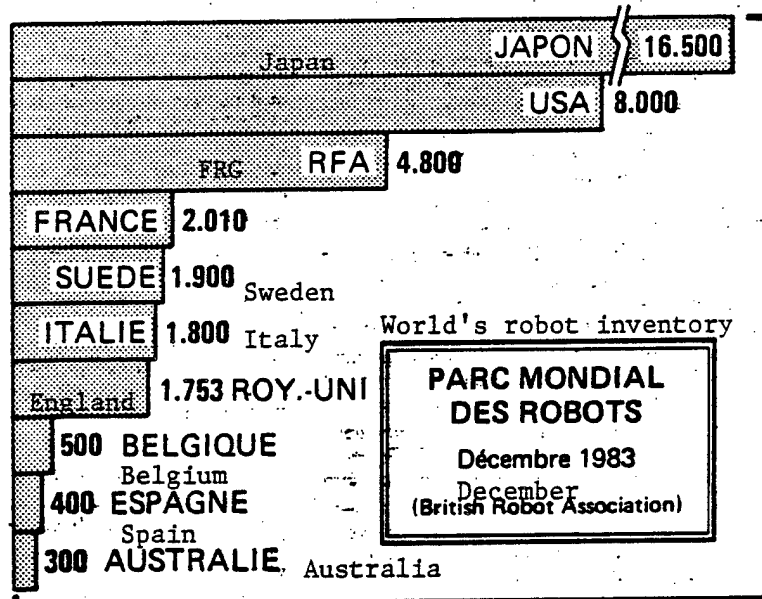 JAPON 16.500
Japan
USA 8.000
FRG RFA 4.800
FRANCE 2.010
SUEDE 1.900 Sweden
ITALIE 1.800 Italy
England 1.753 ROY.-UNI
500 BELGIQUE
Belgium
400 ESPAGNE
Spain
300 AUSTRALIE Australia
World's robot inventory
PARC MONDIAL
DES ROBOTS
Décembre 1983
December
(British Robot Association)